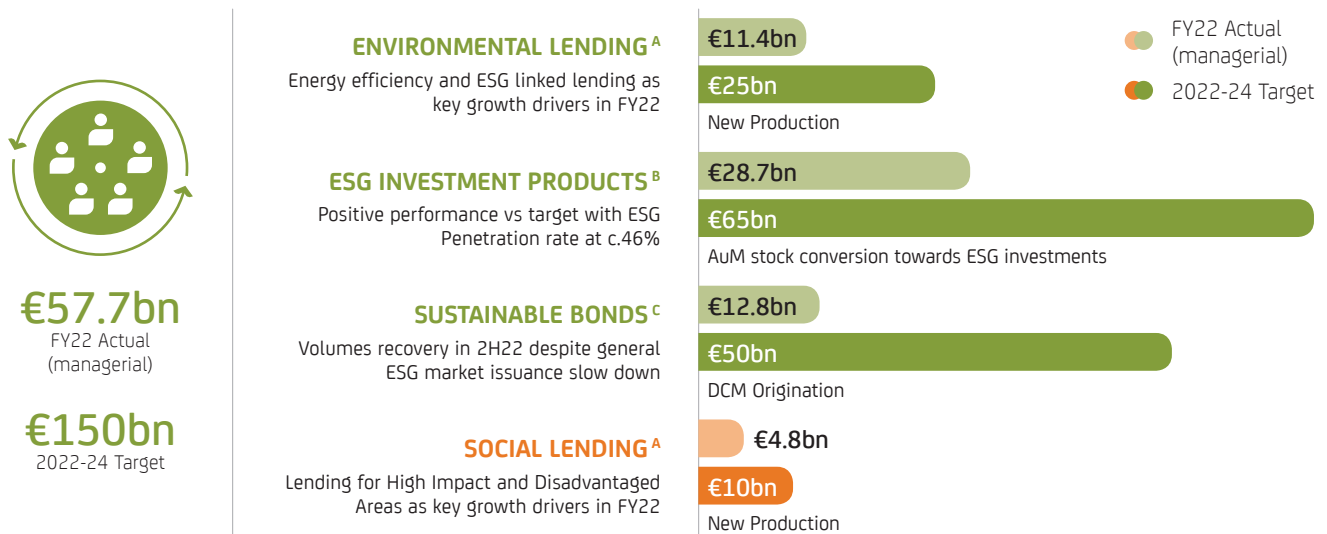 €57.7bn
FY22 Actual
(managerial)
€150bn
2022-24 Target
ENVIRONMENTAL LENDING A
Energy efficiency and ESG linked lending as
key growth drivers in FY22
€11.4bn
€25bn
New Production
FY22 Actual
(managerial)
2022-24 Target
ESG INVESTMENT PRODUCTS B
Positive performance vs target with ESG
Penetration rate at c.46%
€28.7bn
€65bn
AuM stock conversion towards ESG investments
SUSTAINABLE BONDS C
Volumes recovery in 2H22 despite general
ESG market issuance slow down
€12.8bn
€50bn
DCM Origination
SOCIAL LENDING A
Lending for High Impact and Disadvantaged
Areas as key growth drivers in FY22
€4.8bn
€10bn
New Production